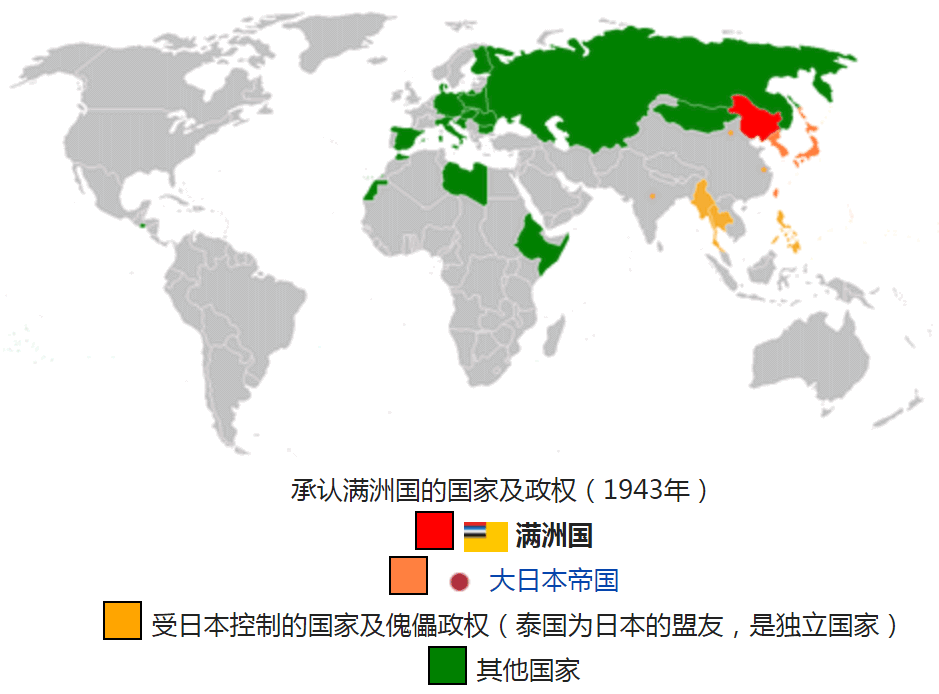 承认满洲国的国家及政权（1943年）
满洲国
大日本帝国
受日本控制的国家及傀儡政权（泰国为日本的盟友，是独立国家）
其他国家